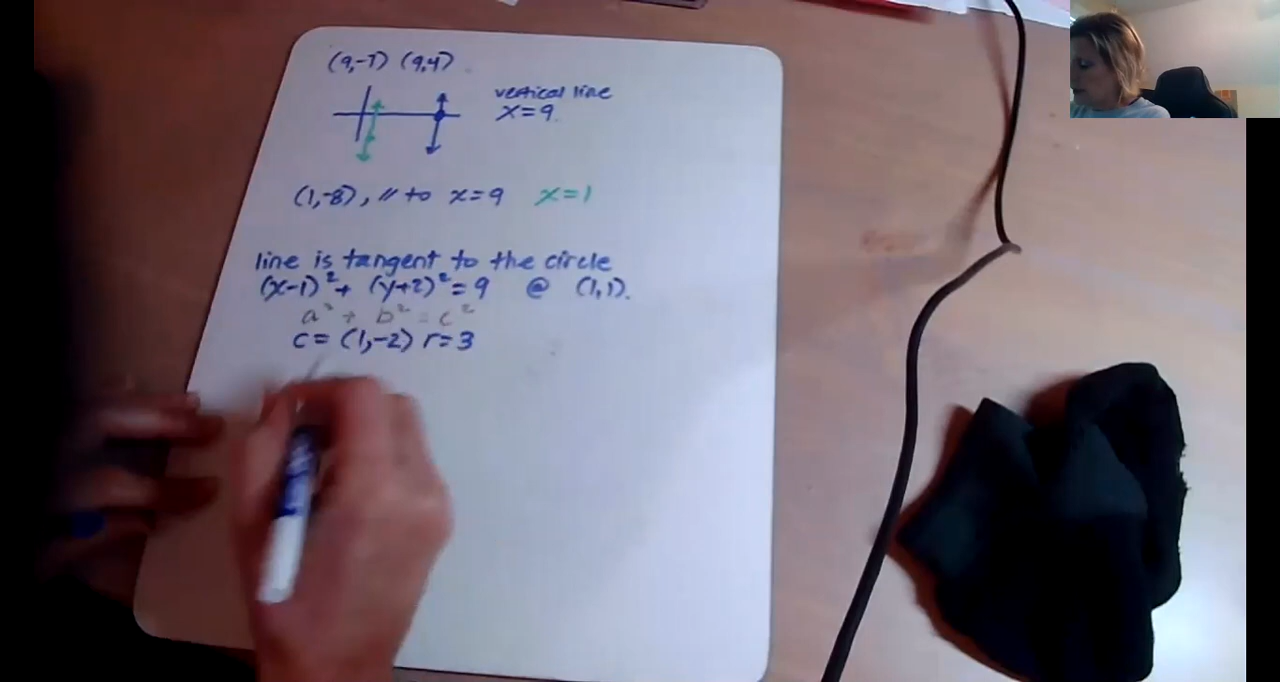 (9,-7) (9,4)
vertical line
x=9.
(1,-8), // to x=9 x=1
line is tangent to the circle
(x-1)² + (y+2)² = 9 @ (1,1).
a² + b² = c²
c = (1,-2) r=3